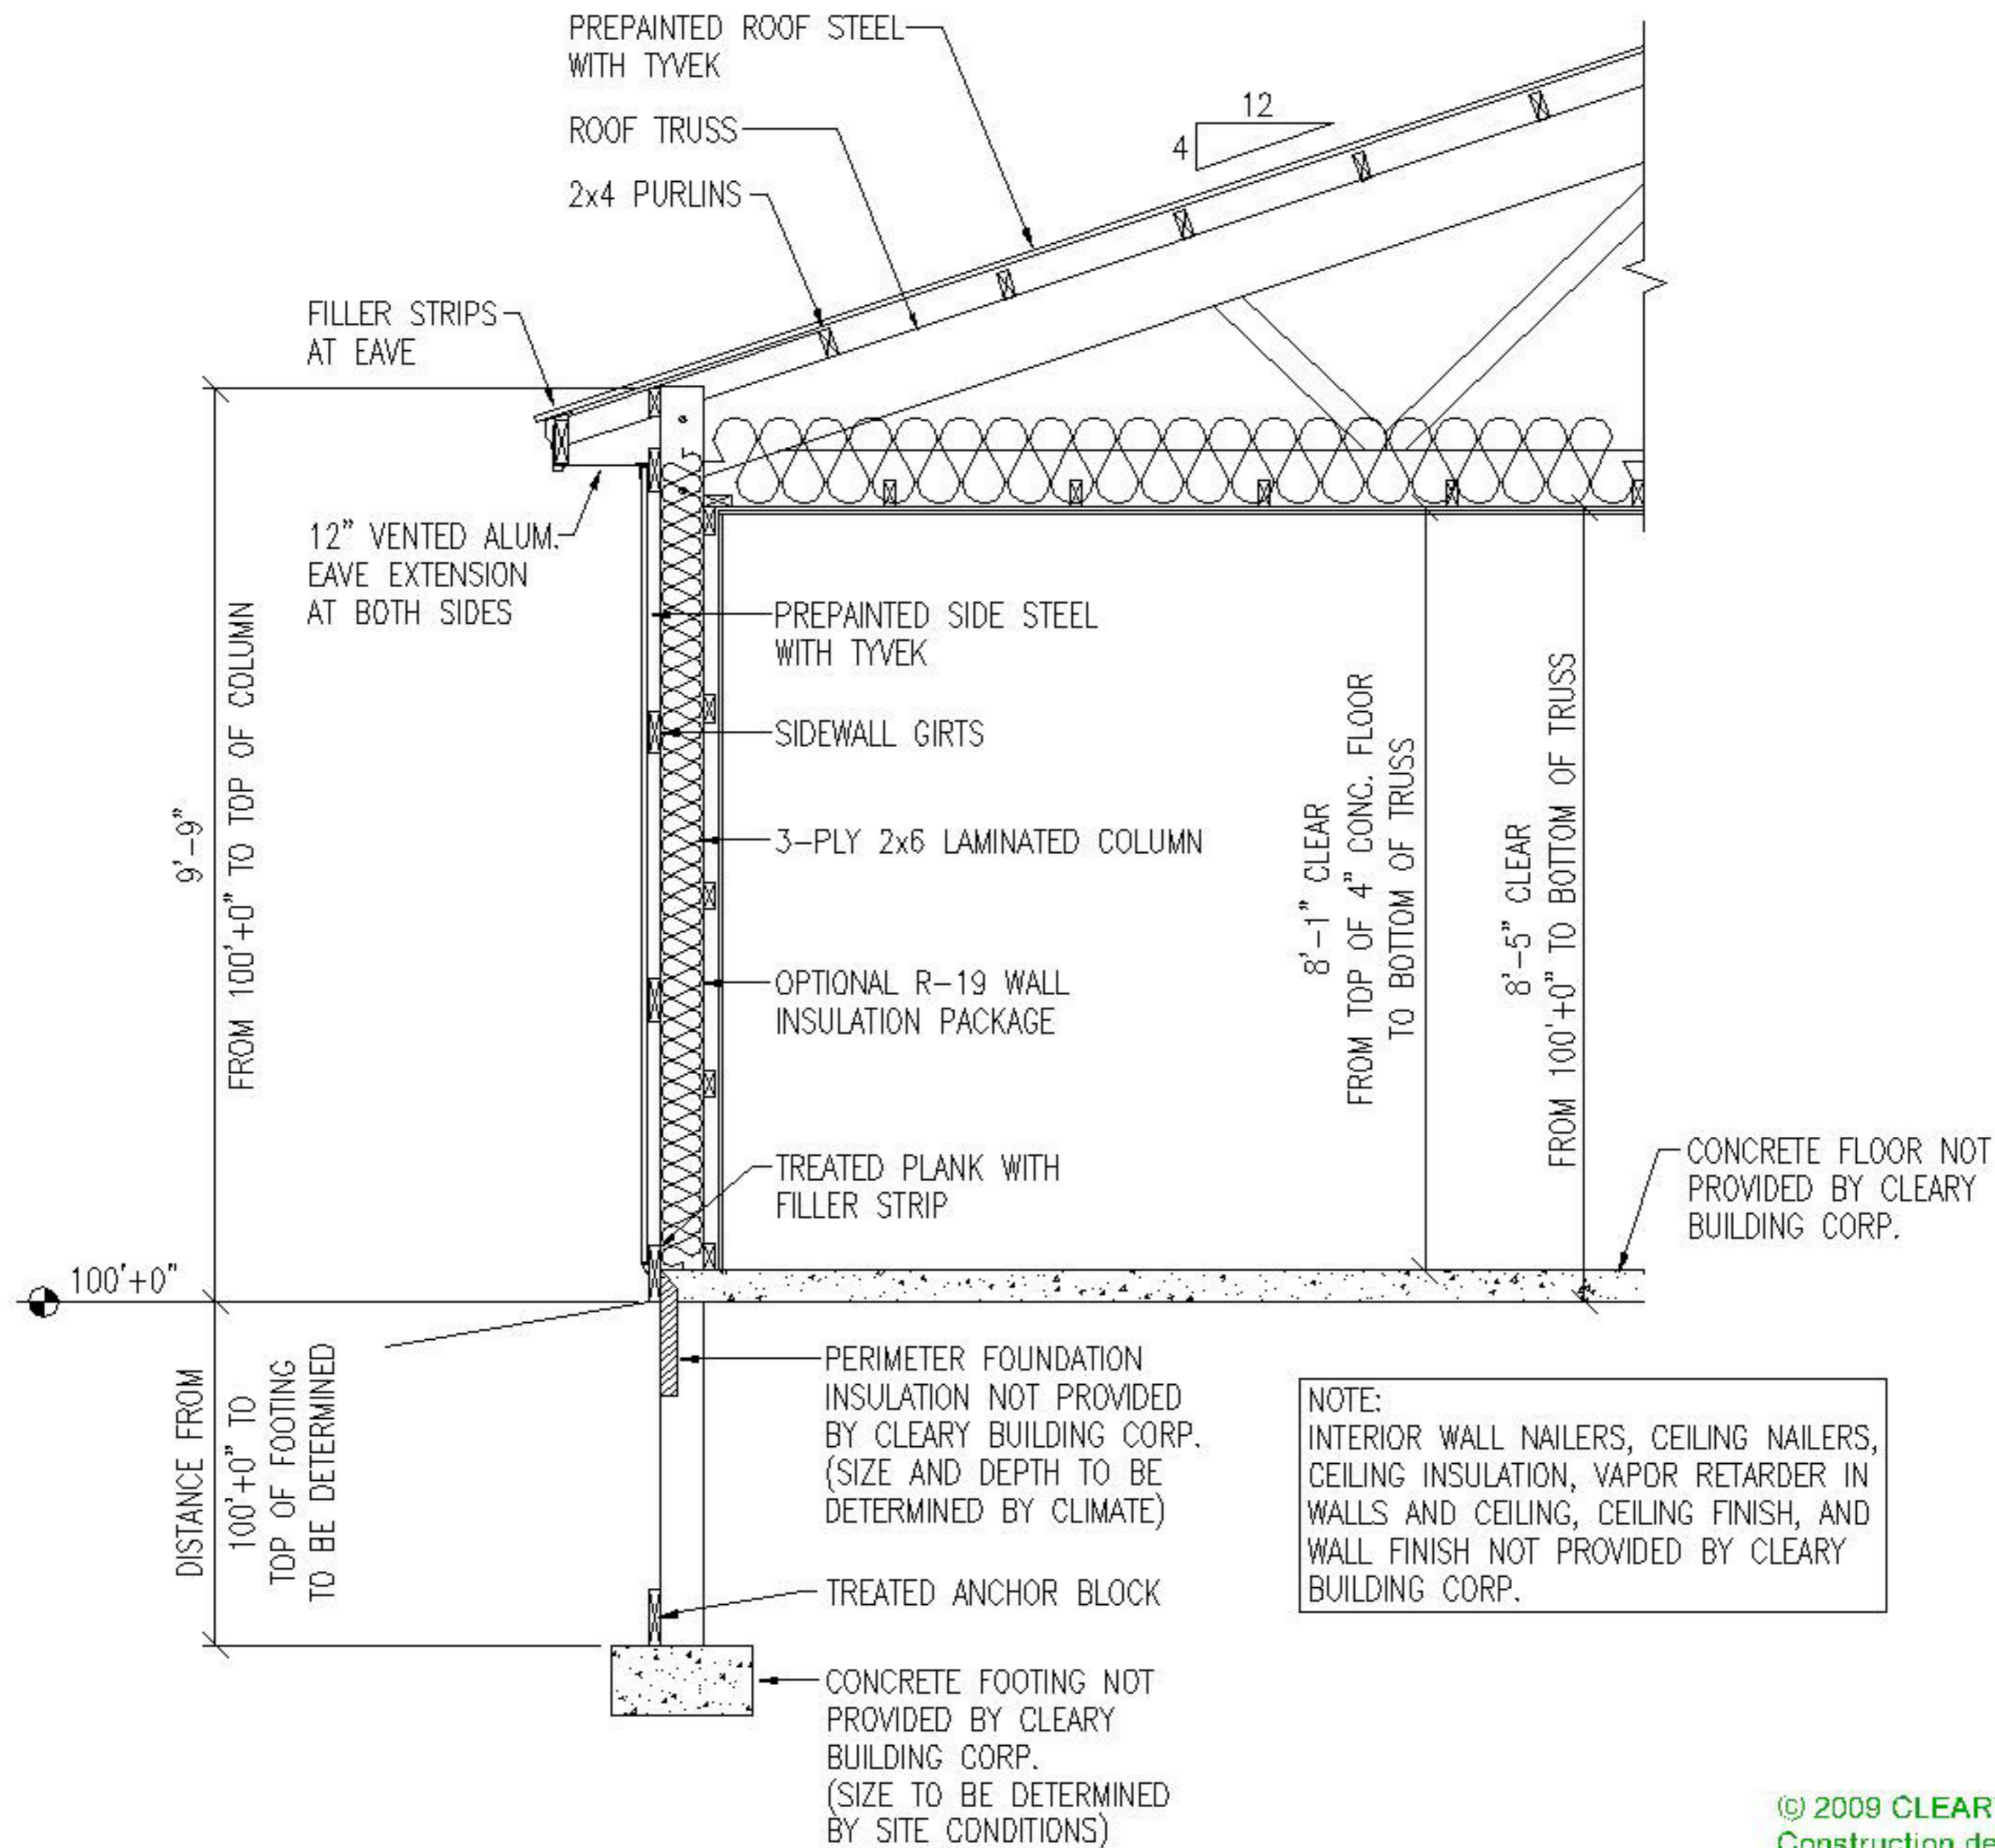 PREPAINTED ROOF STEEL
WITH TYVEK
ROOF TRUSS
2x4 PURLINS
12
4
FILLER STRIPS
AT EAVE
12" VENTED ALUM.
EAVE EXTENSION
AT BOTH SIDES
9'-9"
FROM 100'+0" TO TOP OF COLUMN
PREPAINTED SIDE STEEL
WITH TYVEK
SIDEWALL GIRTS
3-PLY 2x6 LAMINATED COLUMN
OPTIONAL R-19 WALL
INSULATION PACKAGE
TREATED PLANK WITH
FILLER STRIP
8'-1" CLEAR
FROM TOP OF 4" CONC. FLOOR
TO BOTTOM OF TRUSS
8'-5" CLEAR
FROM 100'+0" TO BOTTOM OF TRUSS
CONCRETE FLOOR NOT
PROVIDED BY CLEARY
BUILDING CORP.
100'+0"
DISTANCE FROM
100'+0" TO
TOP OF FOOTING
TO BE DETERMINED
PERIMETER FOUNDATION
INSULATION NOT PROVIDED
BY CLEARY BUILDING CORP.
(SIZE AND DEPTH TO BE
DETERMINED BY CLIMATE)
TREATED ANCHOR BLOCK
CONCRETE FOOTING NOT
PROVIDED BY CLEARY
BUILDING CORP.
(SIZE TO BE DETERMINED
BY SITE CONDITIONS)
NOTE:
INTERIOR WALL NAILERS, CEILING NAILERS,
CEILING INSULATION, VAPOR RETARDER IN
WALLS AND CEILING, CEILING FINISH, AND
WALL FINISH NOT PROVIDED BY CLEARY
BUILDING CORP.
© 2009 CLEAR
Construction de